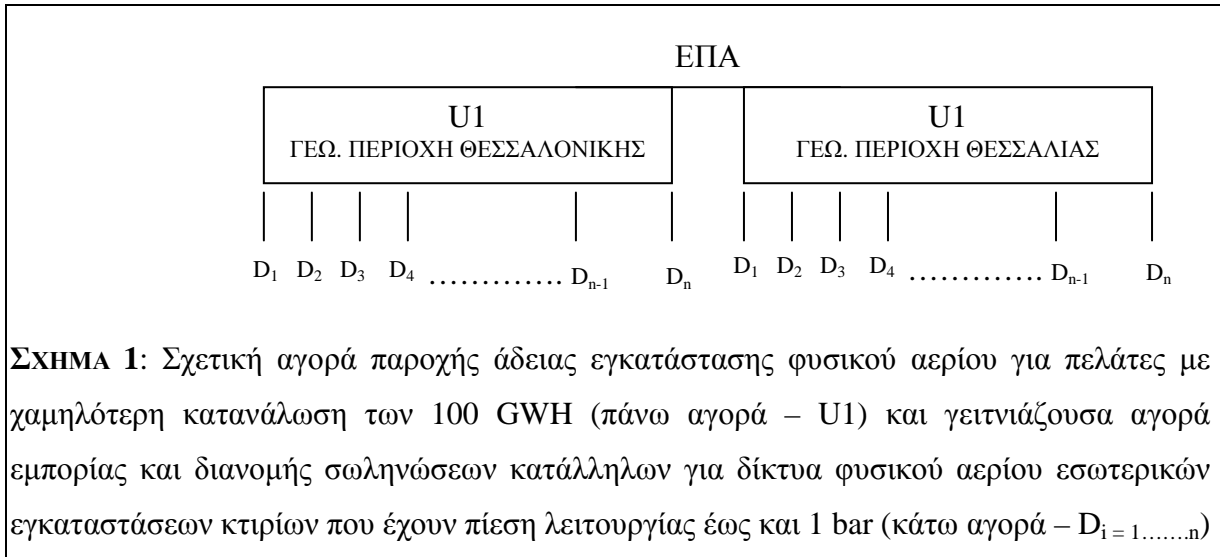 ΕΠΑ
U1 U1
ΓΕΩ. ΠΕΡΙΟΧΗ ΘΕΣΣΑΛΟΝΙΚΗΣ ΓΕΩ. ΠΕΡΙΟΧΗ ΘΕΣΣΑΛΙΑΣ
D1 D2 D3 D4 ............. Dn-1 Dn D1 D2 D3 D4 ............. Dn-1 Dn
ΣΧΗΜΑ 1: Σχετική αγορά παροχής άδειας εγκατάστασης φυσικού αερίου για πελάτες με
χαμηλότερη κατανάλωση των 100 GWH (πάνω αγορά – U1) και γειτνιάζουσα αγορά
εμπορίας και διανομής σωληνώσεων κατάλληλων για δίκτυα φυσικού αερίου εσωτερικών
εγκαταστάσεων κτιρίων που έχουν πίεση λειτουργίας έως και 1 bar (κάτω αγορά – Di = 1.......n)